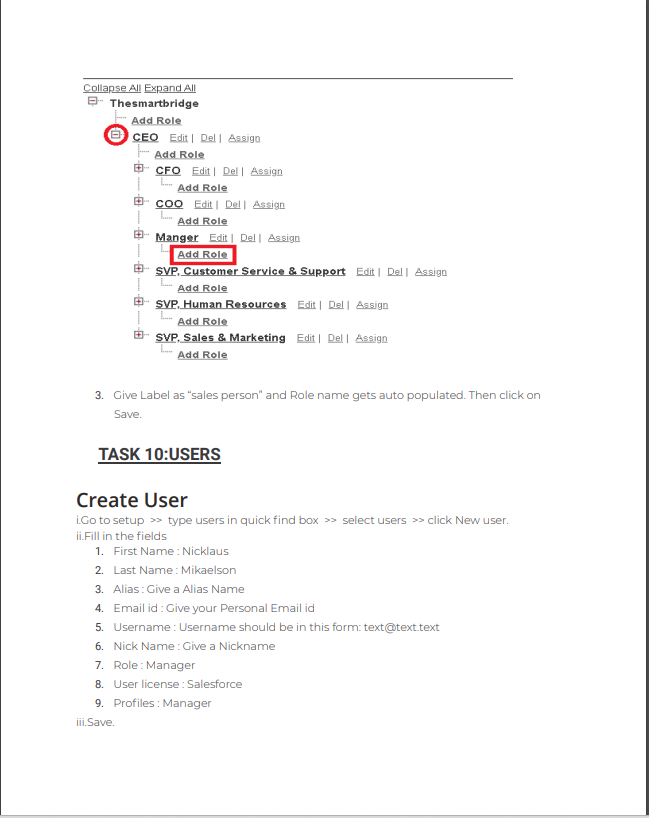 Collapse All Expand All
Thesmartbridge
Add Role
CEO Edit | Del | Assign
Add Role
CFO Edit | Del | Assign
Add Role
COO Edit | Del | Assign
Add Role
Manger Edit | Del | Assign
Add Role
SVP, Customer Service & Support Edit | Del | Assign
Add Role
SVP, Human Resources Edit | Del | Assign
Add Role
SVP, Sales & Marketing Edit | Del | Assign
Add Role
3. Give Label as “sales person” and Role name gets auto populated. Then click on
Save.
TASK 10:USERS
Create User
i.Go to setup >> type users in quick find box >> select users >> click New user.
ii.Fill in the fields
1. First Name : Nicklaus
2. Last Name : Mikaelson
3. Alias : Give a Alias Name
4. Email id : Give your Personal Email id
5. Username : Username should be in this form: text@text.text
6. Nick Name : Give a Nickname
7. Role : Manager
8. User license : Salesforce
9. Profiles : Manager
iii.Save.